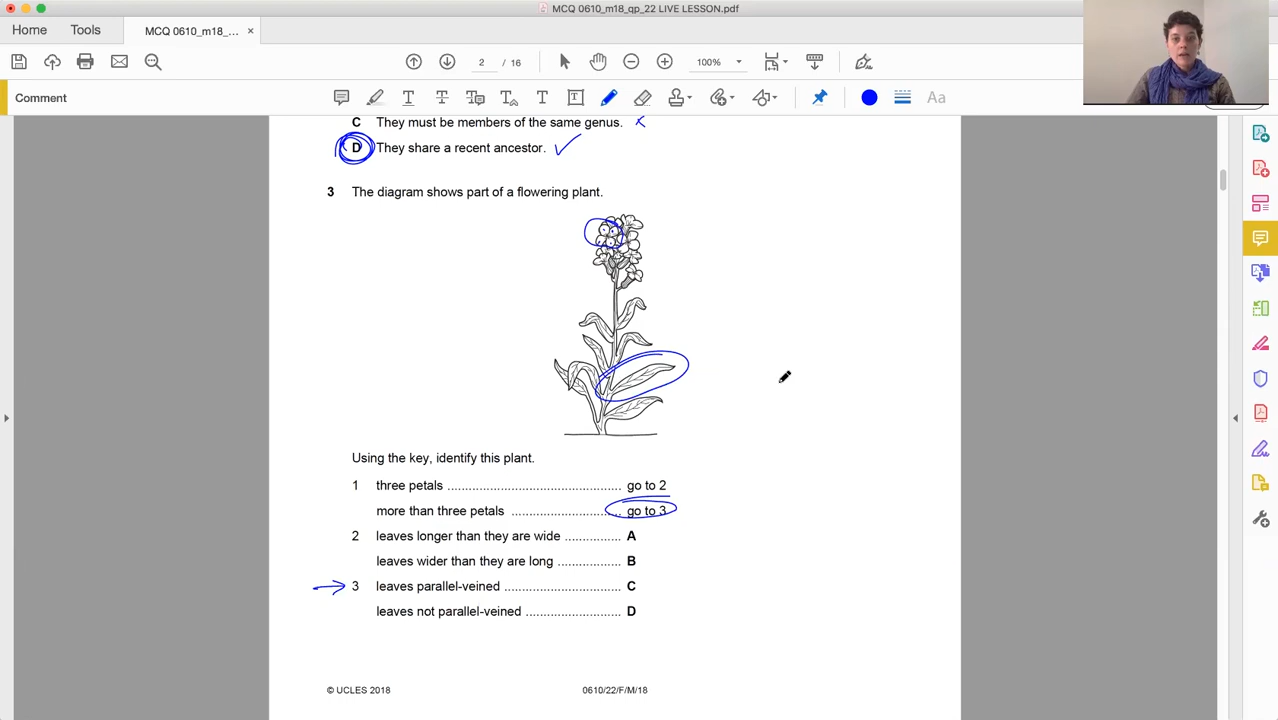 MCQ 0610_m18_qp_22 LIVE LESSON.pdf
Home Tools MCQ 0610_m18_... ×
2 / 16 100%
Comment
Aa
C They must be members of the same genus.
D They share a recent ancestor.
3 The diagram shows part of a flowering plant.
Using the key, identify this plant.
1 three petals ............................................. go to 2
more than three petals ............................ go to 3
2 leaves longer than they are wide ............... A
leaves wider than they are long ................. B
3 leaves parallel-veined .............................. C
leaves not parallel-veined ......................... D
© UCLES 2018 0610/22/F/M/18